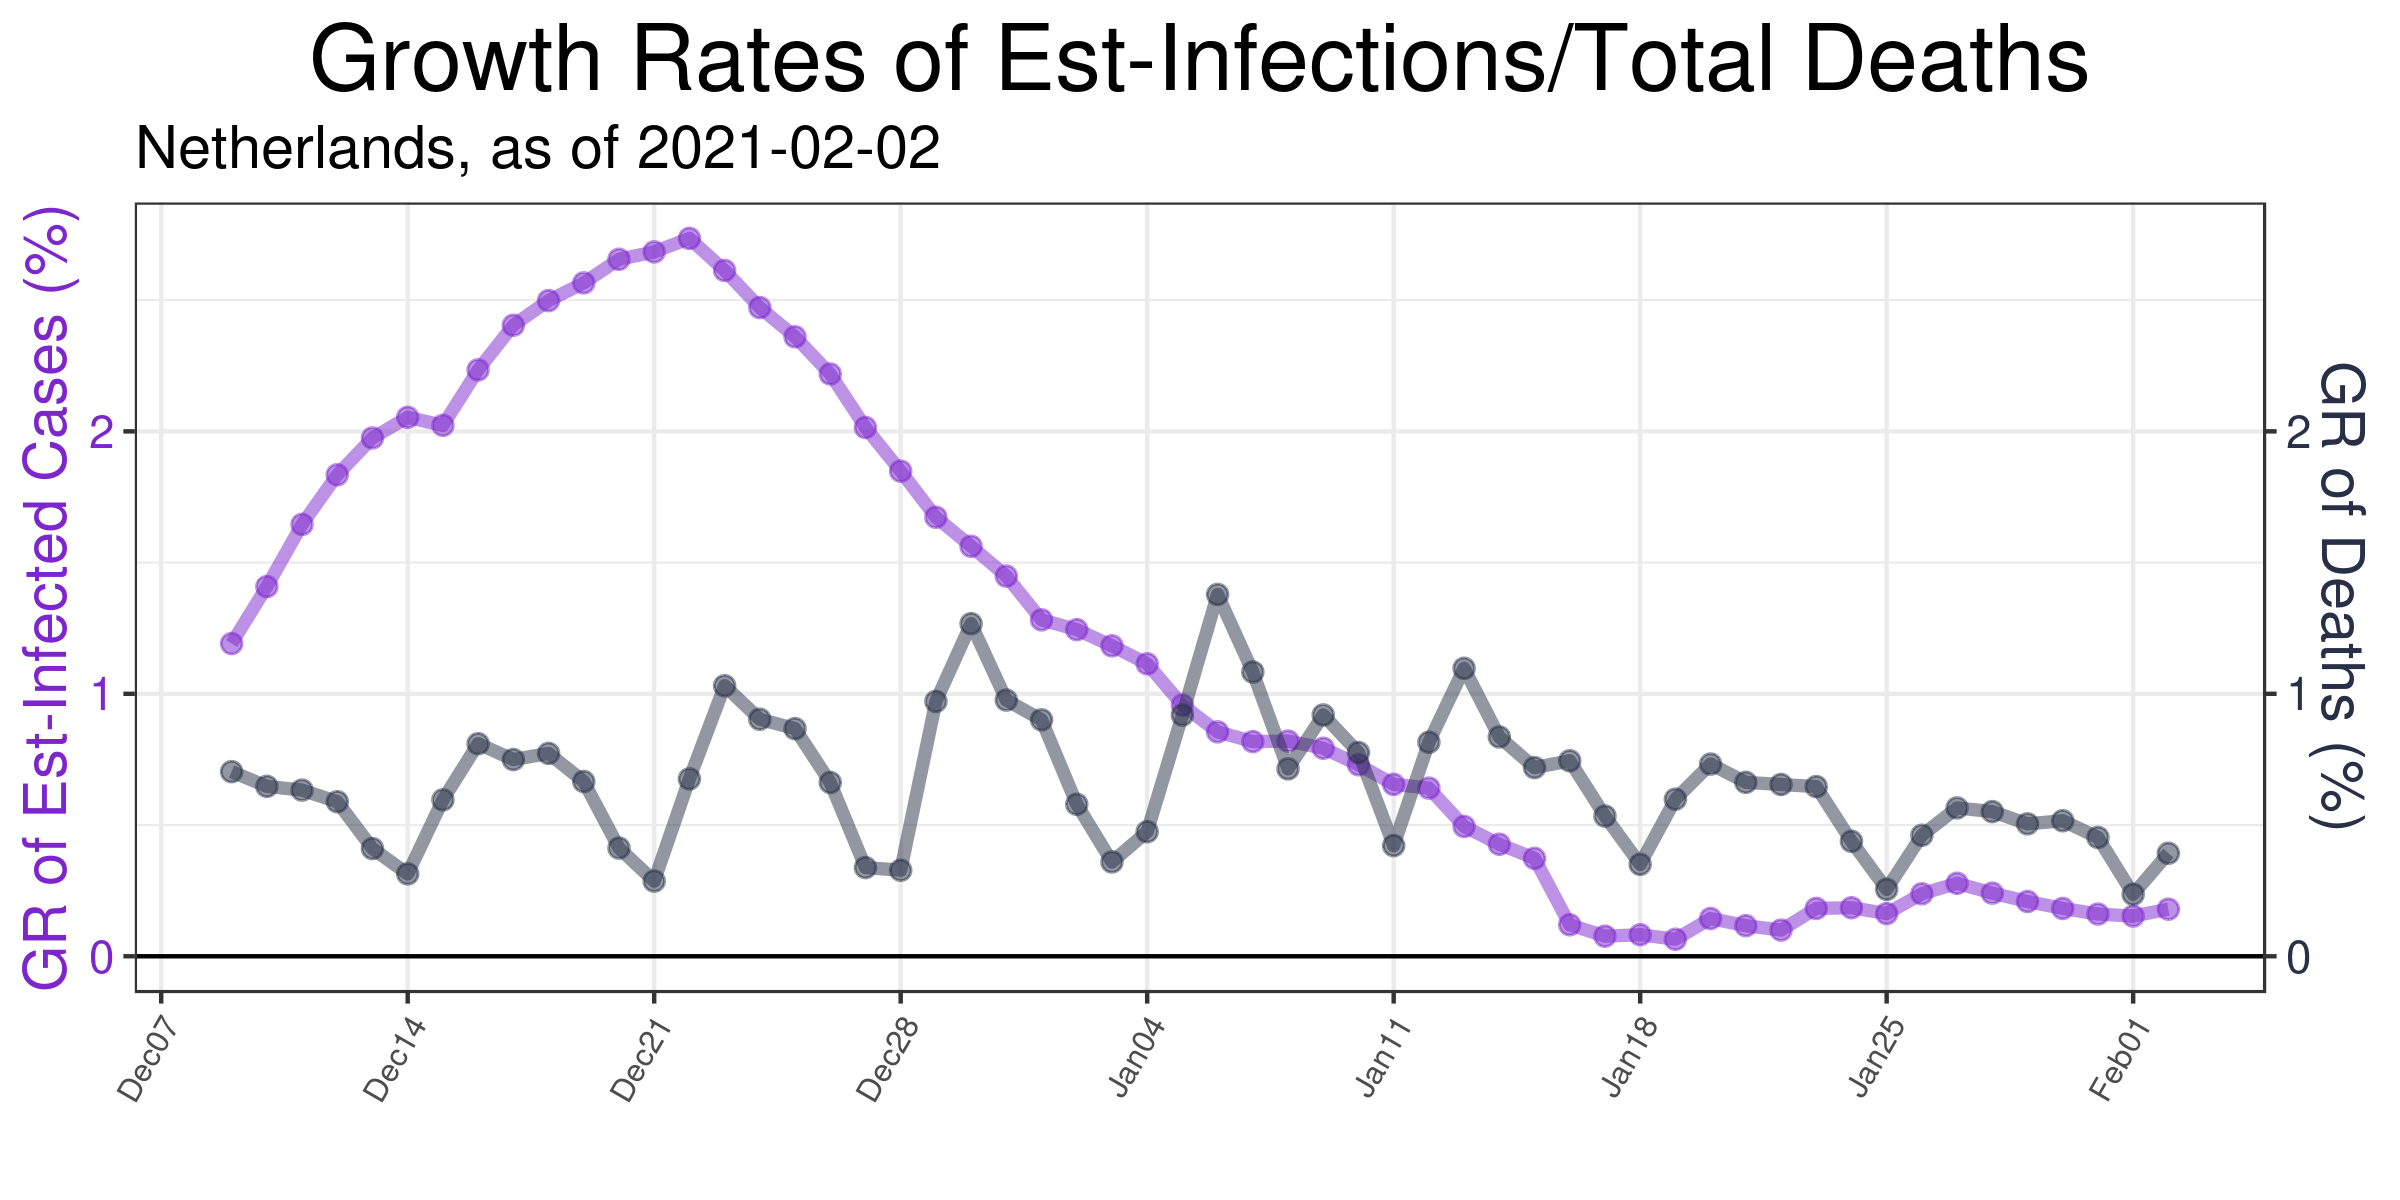 Growth Rates of Est-Infections/Total Deaths
Netherlands, as of 2021-02-02
GR of Est-Infected Cases (%)
2
1
0
2
1
0
GR of Deaths (%)
Dec07
Dec14
Dec21
Dec28
Jan04
Jan11
Jan18
Jan25
Feb01